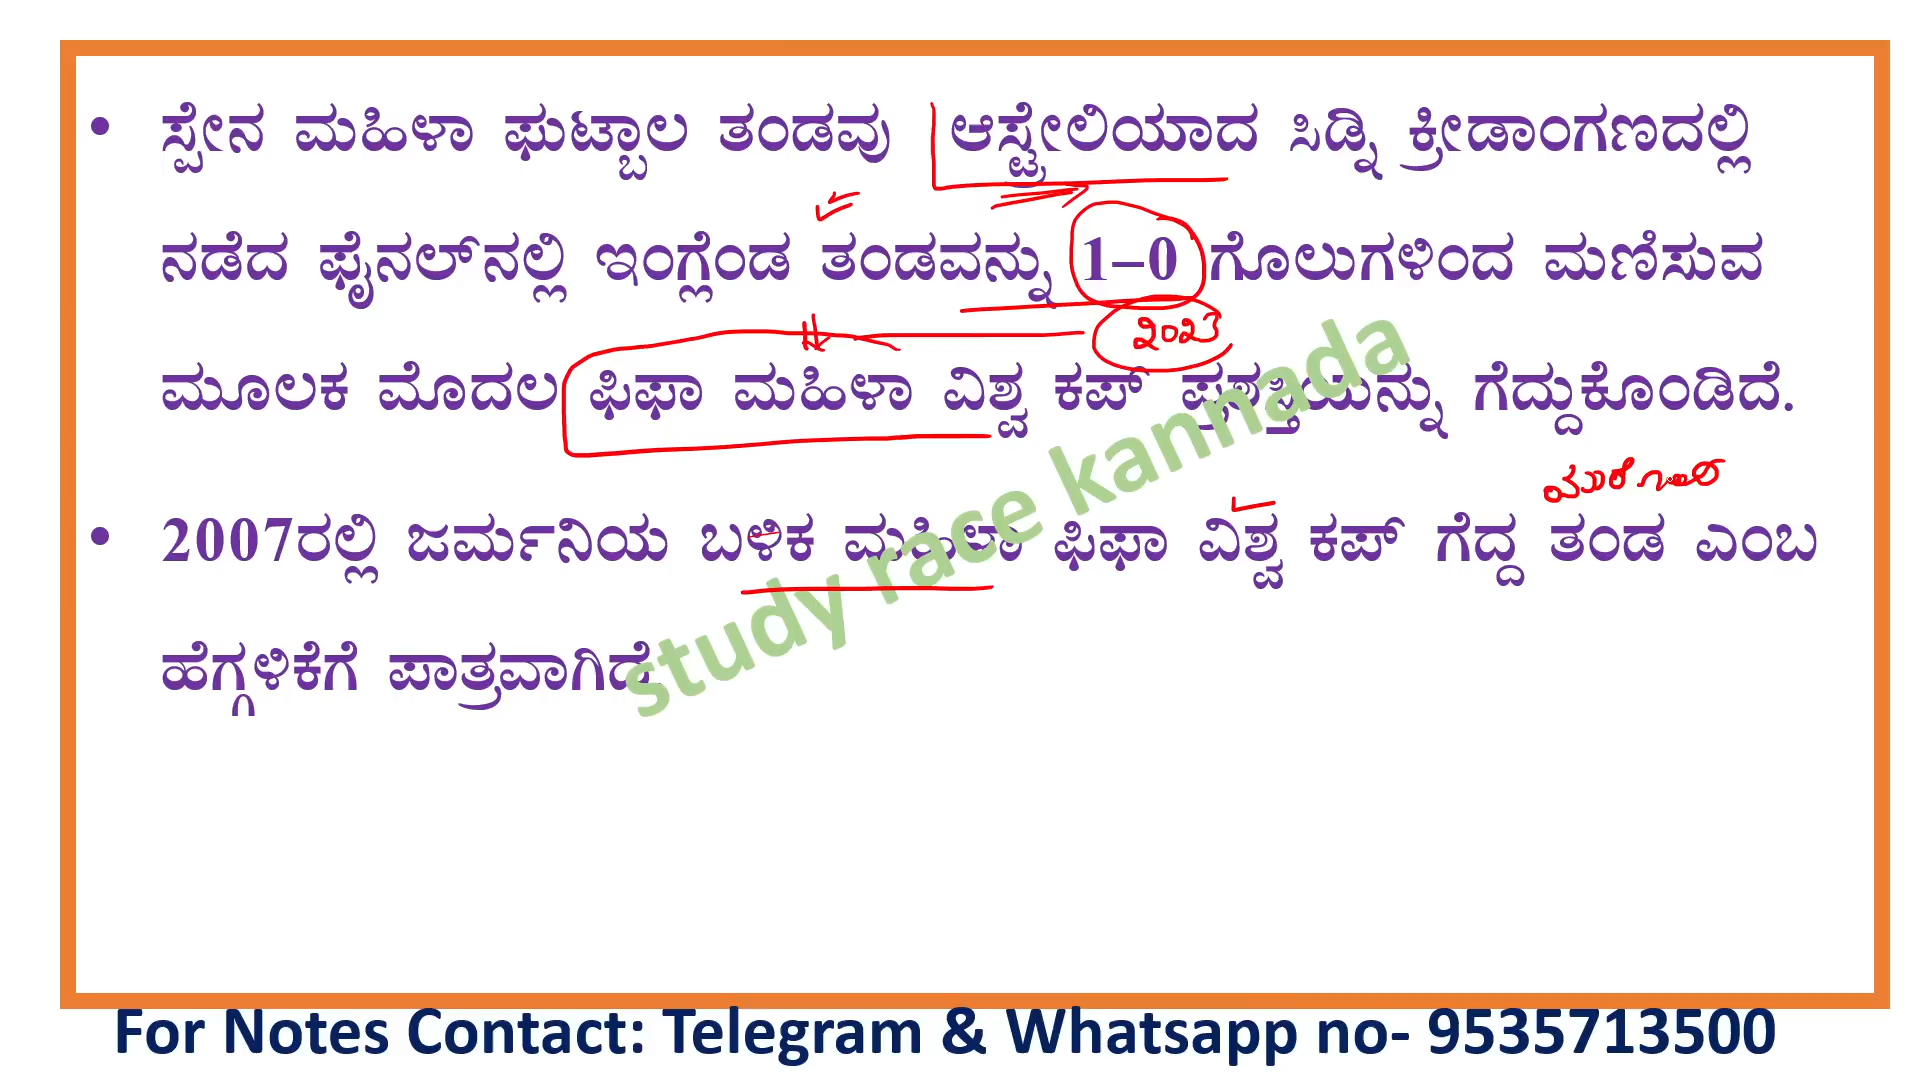 • ಸ್ಪೇನ ಮಹಿಳಾ ಫುಟ್ಬಾಲ ತಂಡವು ಆಸ್ಟ್ರೇಲಿಯಾದ ಸಿಡ್ನಿ ಕ್ರೀಡಾಂಗಣದಲ್ಲಿ
ನಡೆದ ಫೈನಲ್‌ನಲ್ಲಿ ಇಂಗ್ಲೆಂಡ ತಂಡವನ್ನು 1–0 ಗೊಲುಗಳಿಂದ ಮಣಿಸುವ
೨೦೨೩
ಮೂಲಕ ಮೊದಲ ಫಿಫಾ ಮಹಿಳಾ ವಿಶ್ವ ಕಪ್ ಪ್ರಶಸ್ತಿಯನ್ನು ಗೆದ್ದುಕೊಂಡಿದೆ.
• 2007ರಲ್ಲಿ ಜರ್ಮನಿಯ ಬಳಿಕ ಮಹಿಳಾ ಫಿಫಾ ವಿಶ್ವ ಕಪ್ ಗೆದ್ದ ತಂಡ ಎಂಬ
ಹೆಗ್ಗಳಿಕೆಗೆ ಪಾತ್ರವಾಗಿದೆ.
study race kannada
For Notes Contact: Telegram & Whatsapp no- 9535713500